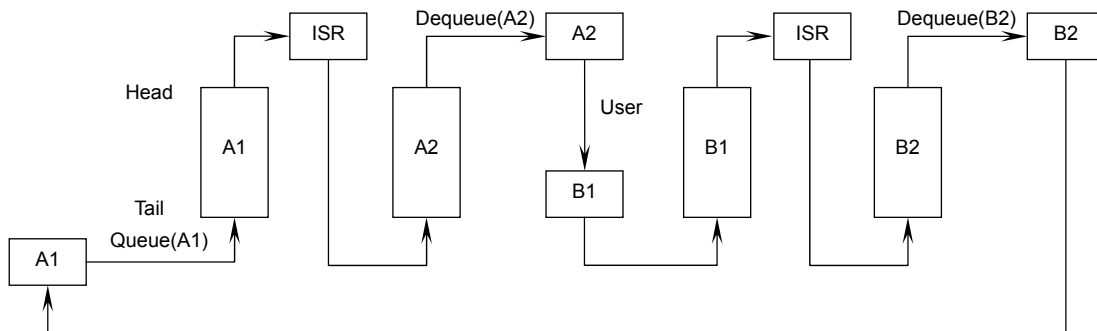 ISR
Dequeue(A2)
A2
ISR
Dequeue(B2)
B2
Head
User
A1
A2
B1
B2
B1
Tail
Queue(A1)
A1